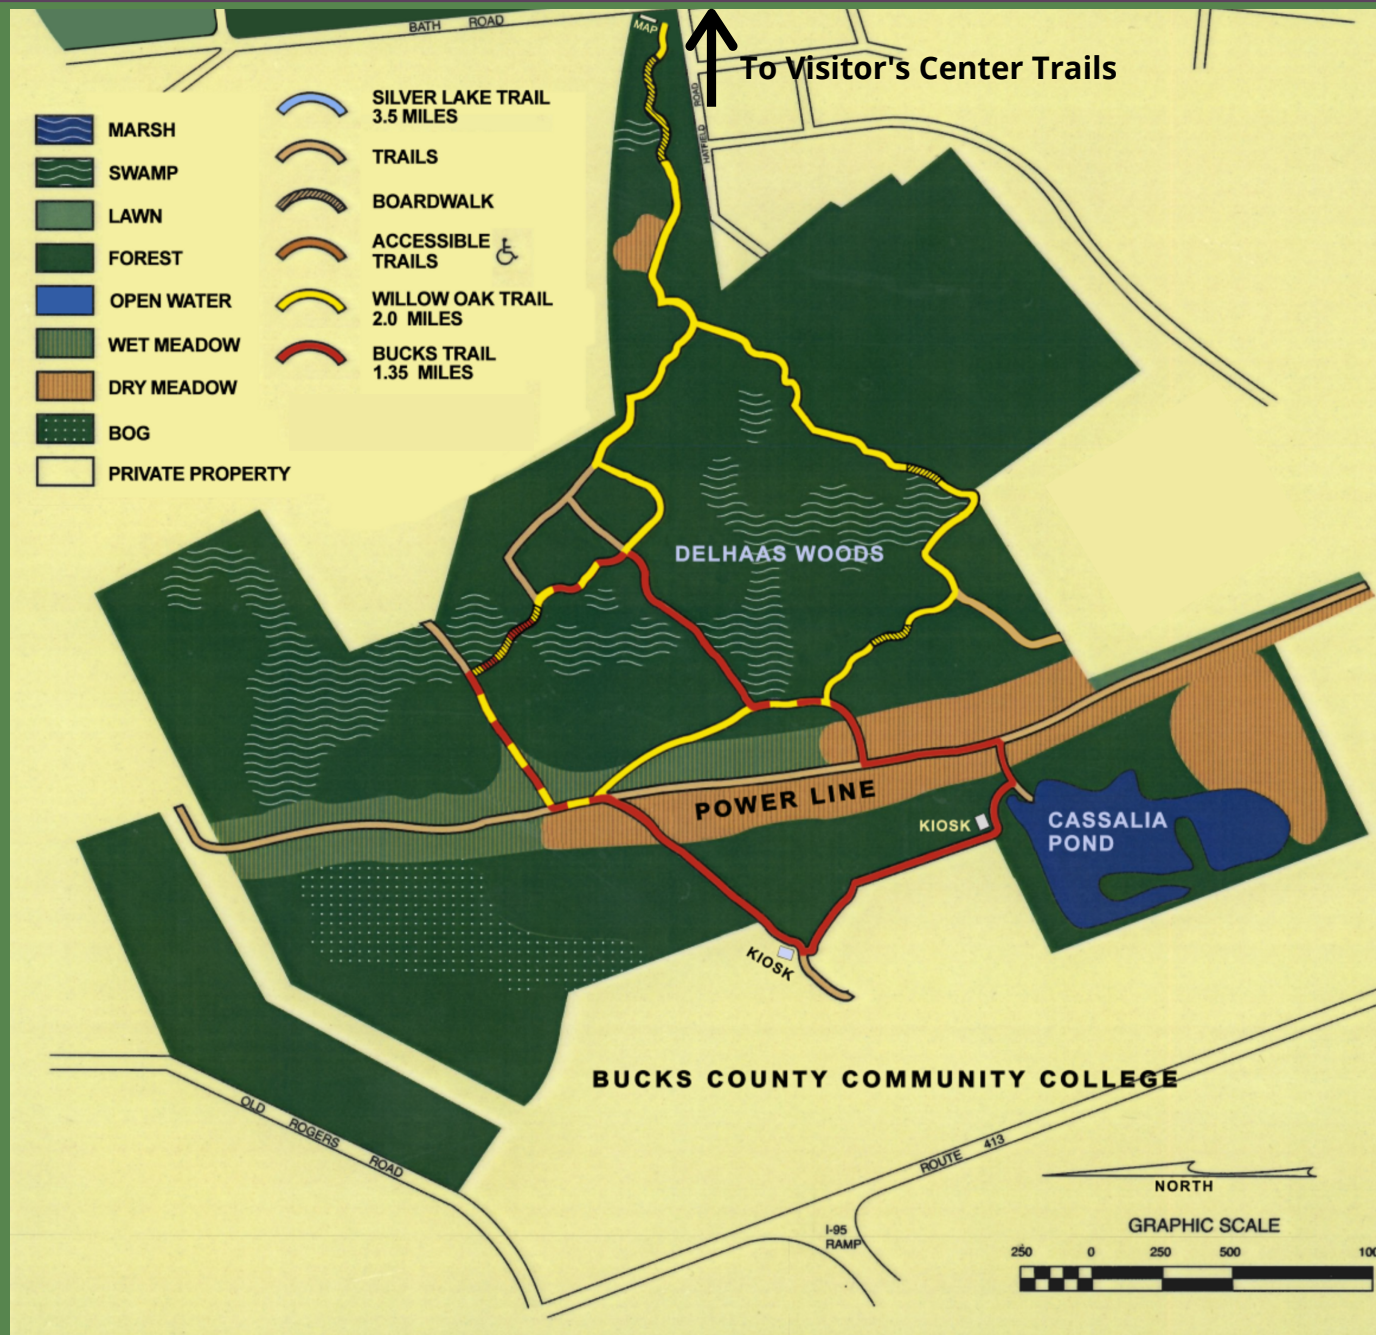 BATH ROAD
MAP
To Visitor's Center Trails
HATFIELD ROAD
MARSH
SWAMP
LAWN
FOREST
OPEN WATER
WET MEADOW
DRY MEADOW
BOG
PRIVATE PROPERTY
SILVER LAKE TRAIL
3.5 MILES
TRAILS
BOARDWALK
ACCESSIBLE
TRAILS
WILLOW OAK TRAIL
2.0 MILES
BUCKS TRAIL
1.35 MILES
DELHAAS WOODS
POWER LINE
KIOSK
CASSALIA
POND
KIOSK
BUCKS COUNTY COMMUNITY COLLEGE
OLD ROGERS ROAD
ROUTE 413
I-95
RAMP
NORTH
GRAPHIC SCALE
250 0 250 500 100